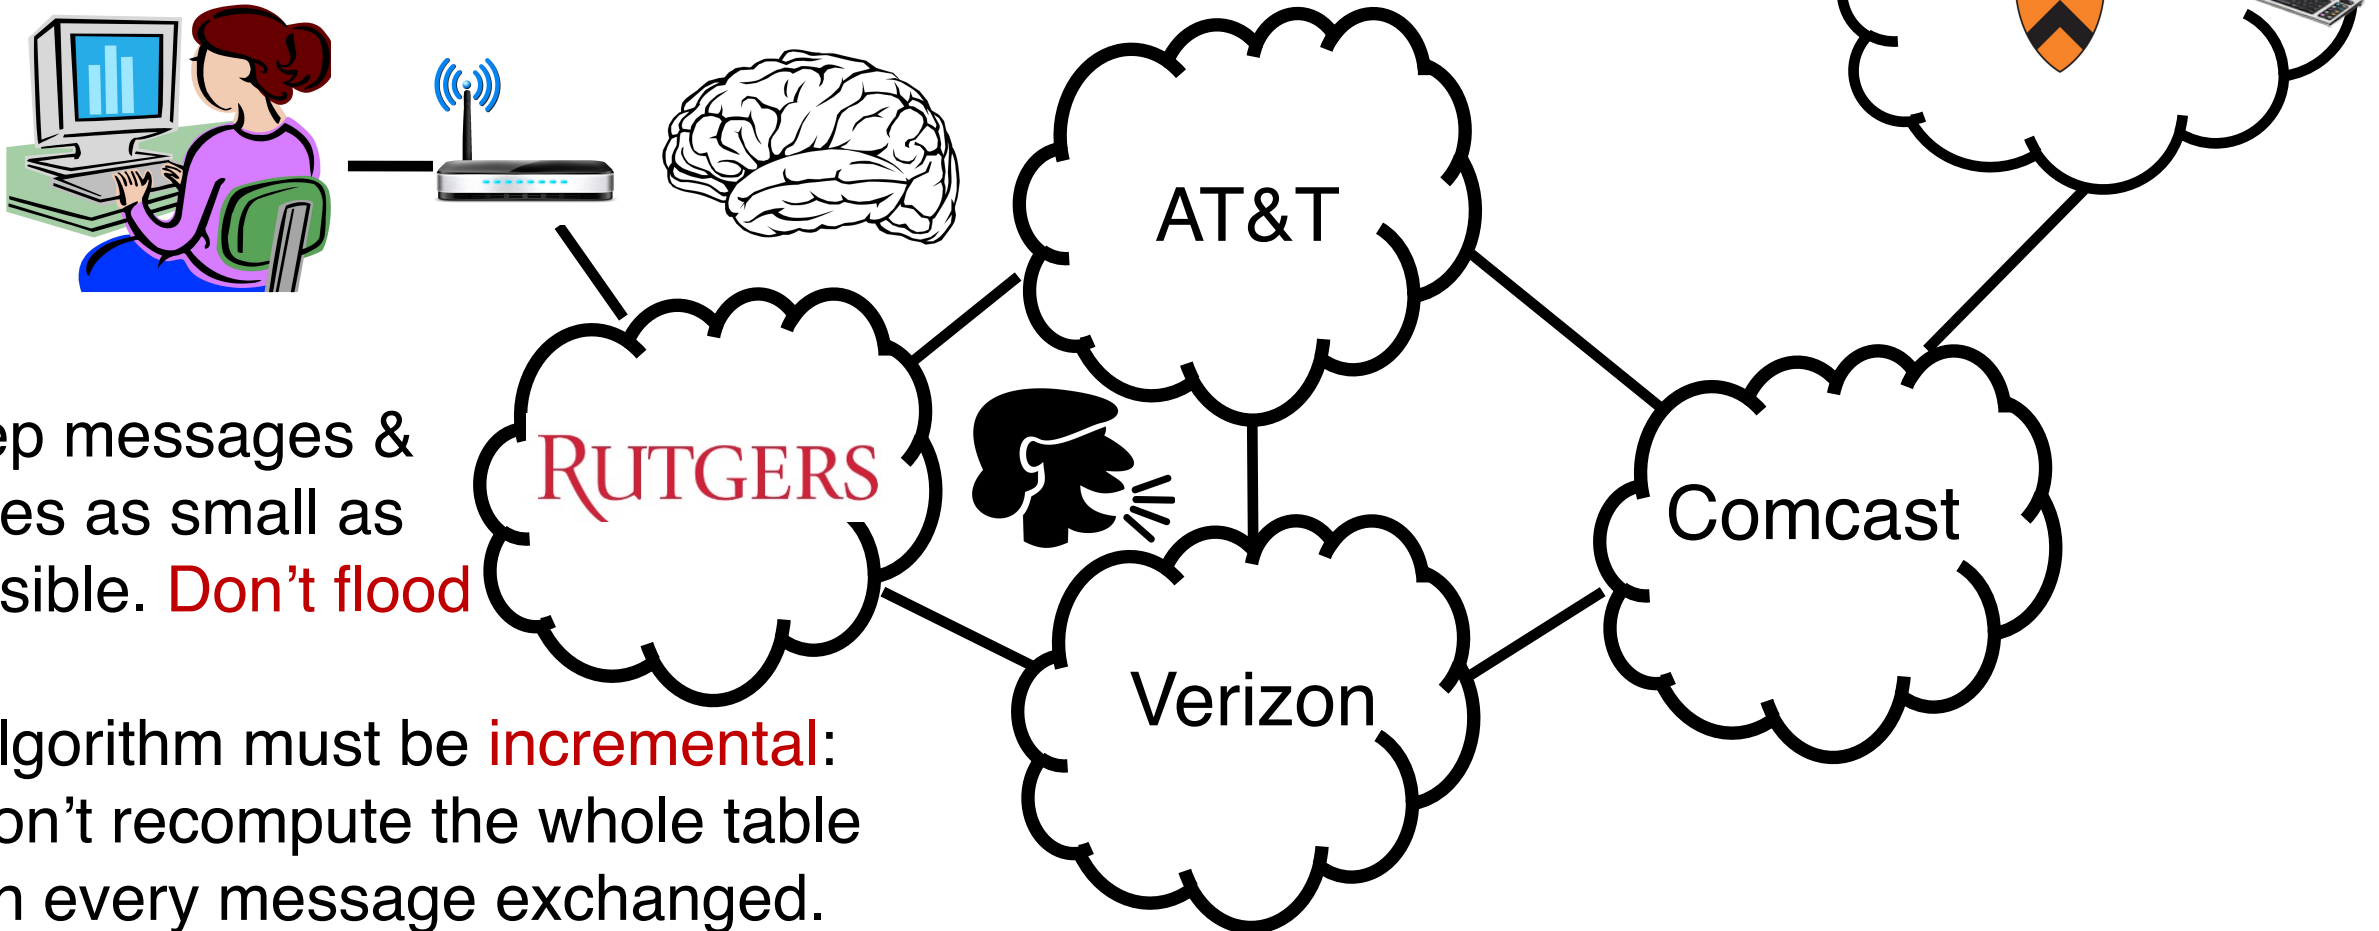 AT&T
RUTGERS
Comcast
Verizon
ep messages &
es as small as
sible. Don't flood
lgorithm must be incremental:
on't recompute the whole table
n every message exchanged.